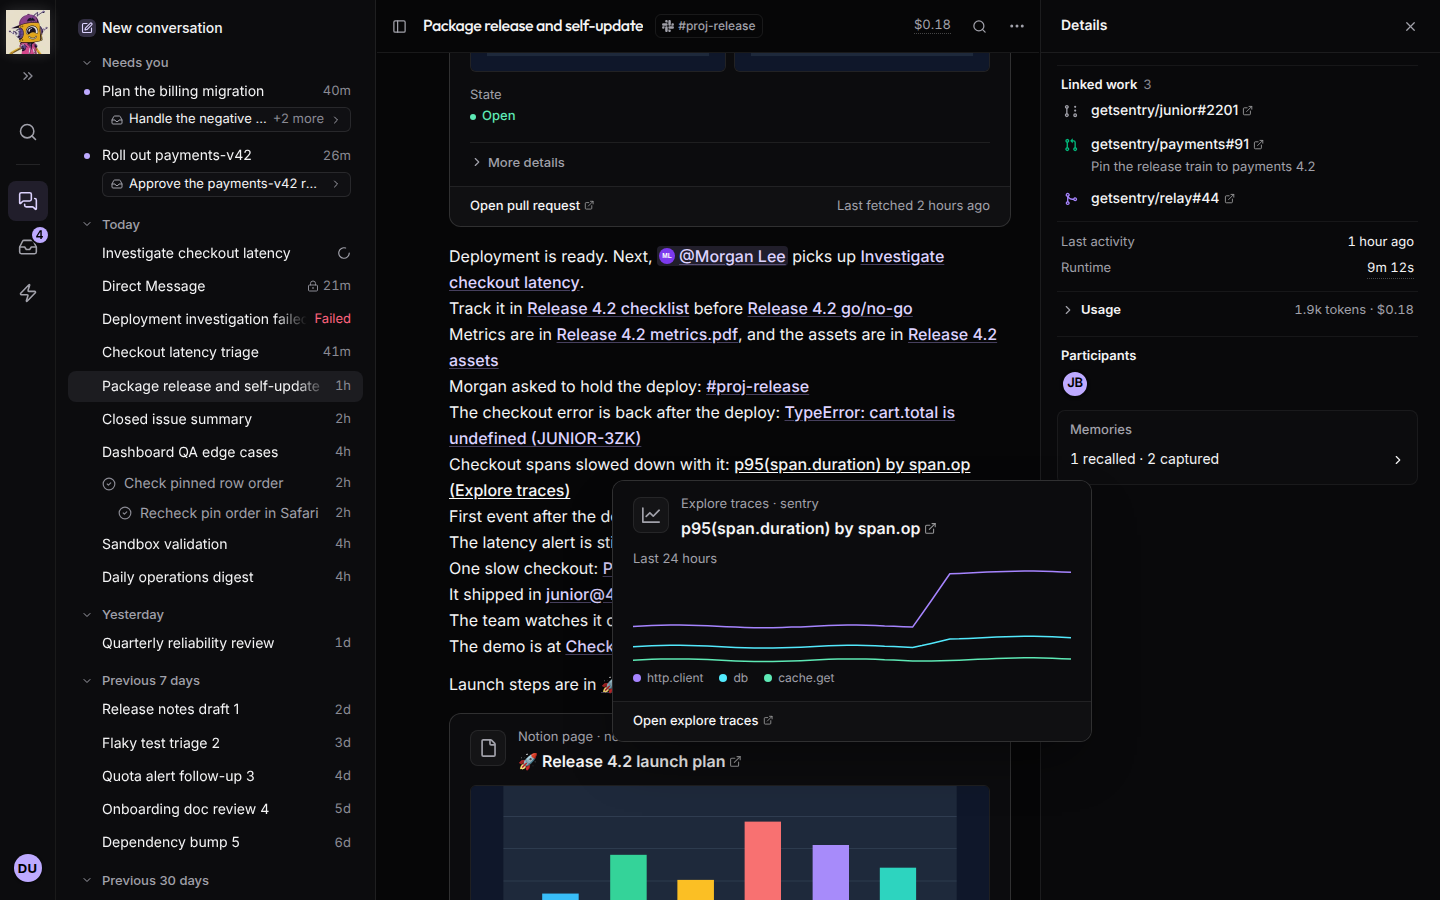 New conversation
Needs you
Plan the billing migration 40m
Handle the negative ... +2 more
Roll out payments-v42 26m
Approve the payments-v42 r...
Today
Investigate checkout latency
Direct Message 21m
Deployment investigation failed Failed
Checkout latency triage 41m
Package release and self-update 1h
Closed issue summary 2h
Dashboard QA edge cases 4h
Check pinned row order 2h
Recheck pin order in Safari 2h
Sandbox validation 4h
Daily operations digest 4h
Yesterday
Quarterly reliability review 1d
Previous 7 days
Release notes draft 1 2d
Flaky test triage 2 3d
Quota alert follow-up 3 4d
Onboarding doc review 4 5d
Dependency bump 5 6d
Previous 30 days
4
DU
Package release and self-update #proj-release $0.18
State
Open
More details
Open pull request Last fetched 2 hours ago
Deployment is ready. Next, ML @Morgan Lee picks up Investigate
checkout latency.
Track it in Release 4.2 checklist before Release 4.2 go/no-go
Metrics are in Release 4.2 metrics.pdf, and the assets are in Release 4.2
assets
Morgan asked to hold the deploy: #proj-release
The checkout error is back after the deploy: TypeError: cart.total is
undefined (JUNIOR-3ZK)
Checkout spans slowed down with it: p95(span.duration) by span.op
(Explore traces)
First event after the d
The latency alert is sti
One slow checkout: P
It shipped in junior@4
The team watches it
The demo is at Check
Launch steps are in 🚀
Explore traces · sentry
p95(span.duration) by span.op
Last 24 hours
http.client db cache.get
Open explore traces
Notion page · n
🚀 Release 4.2 launch plan
Details
Linked work 3
getsentry/junior#2201
getsentry/payments#91
Pin the release train to payments 4.2
getsentry/relay#44
Last activity 1 hour ago
Runtime 9m 12s
Usage 1.9k tokens · $0.18
Participants
JB
Memories
1 recalled · 2 captured